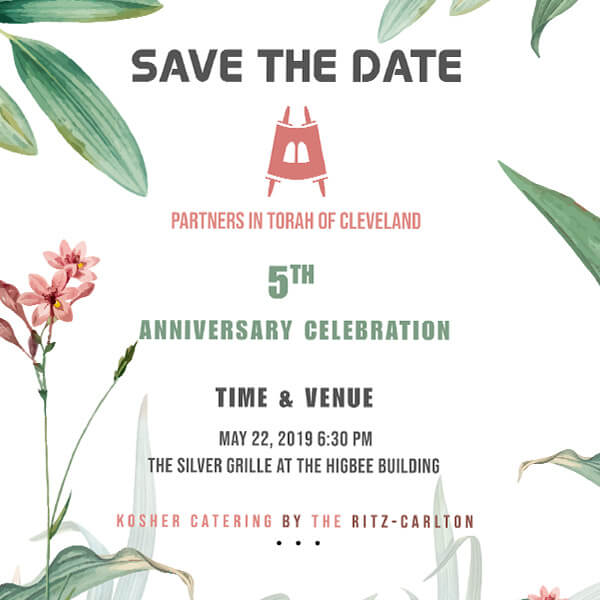 SAVE THE DATE
PARTNERS IN TORAH OF CLEVELAND
5TH
ANNIVERSARY CELEBRATION
TIME & VENUE
MAY 22, 2019 6:30 PM
THE SILVER GRILLE AT THE HIGBEE BUILDING
KOSHER CATERING BY THE RITZ-CARLTON